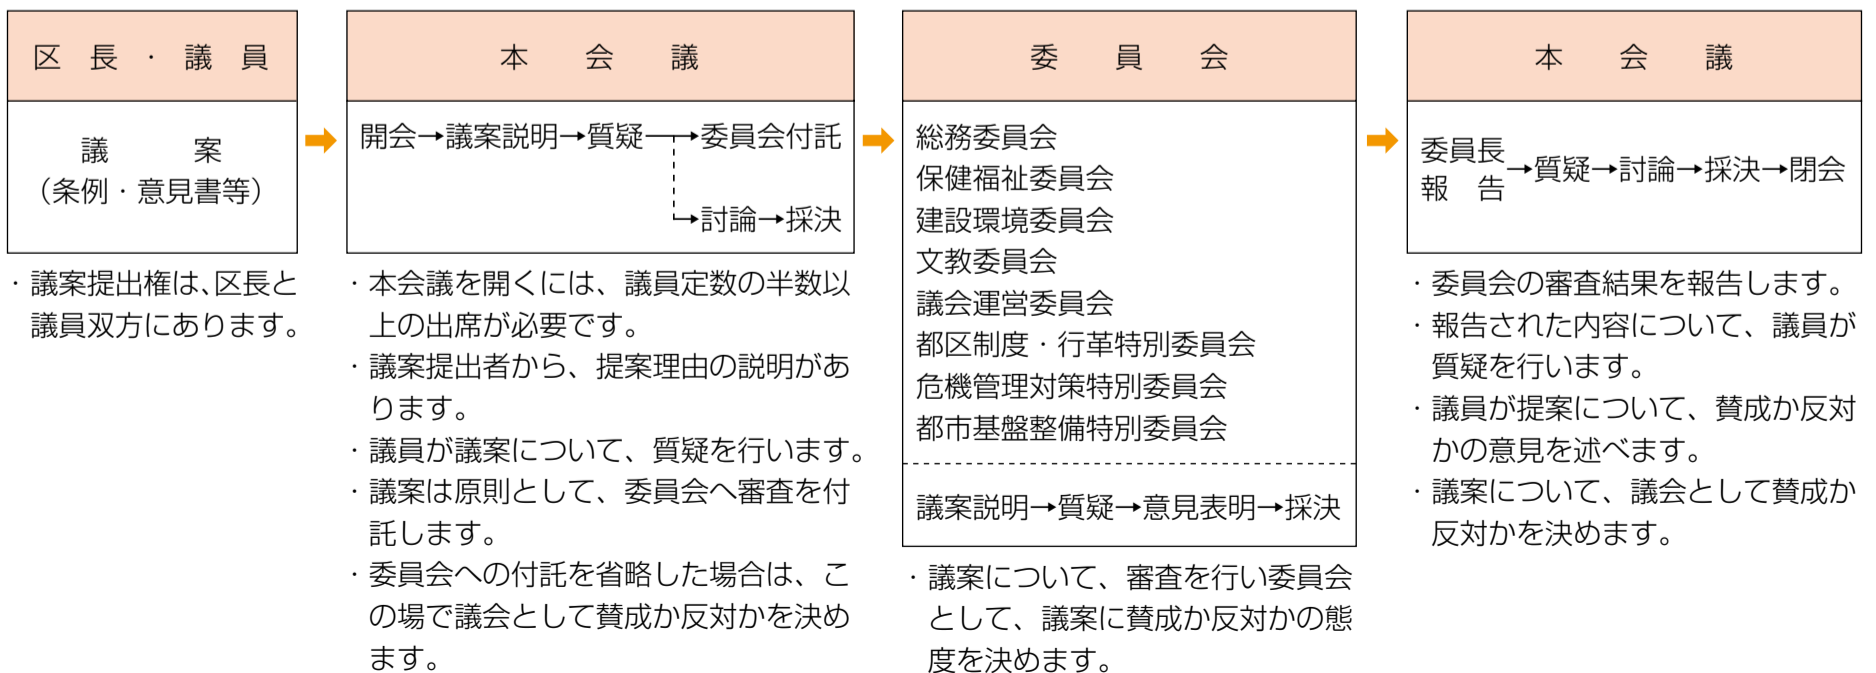 区長・議員
議案
（条例・意見書等）
・議案提出権は、区長と
議員双方にあります。
本会議
開会→議案説明→質疑→委員会付託
→討論→採決
・本会議を開くには、議員定数の半数以
上の出席が必要です。
・議案提出者から、提案理由の説明があ
ります。
・議員が議案について、質疑を行います。
・議案は原則として、委員会へ審査を付
託します。
・委員会への付託を省略した場合は、こ
の場で議会として賛成か反対かを決め
ます。
委員会
総務委員会
保健福祉委員会
建設環境委員会
文教委員会
議会運営委員会
都区制度・行革特別委員会
危機管理対策特別委員会
都市基盤整備特別委員会
議案説明→質疑→意見表明→採決
・議案について、審査を行い委員会
として、議案に賛成か反対かの態
度を決めます。
本会議
委員長
報告
→質疑→討論→採決→閉会
・委員会の審査結果を報告します。
・報告された内容について、議員が
質疑を行います。
・議員が提案について、賛成か反対
かの意見を述べます。
・議案について、議会として賛成か
反対かを決めます。